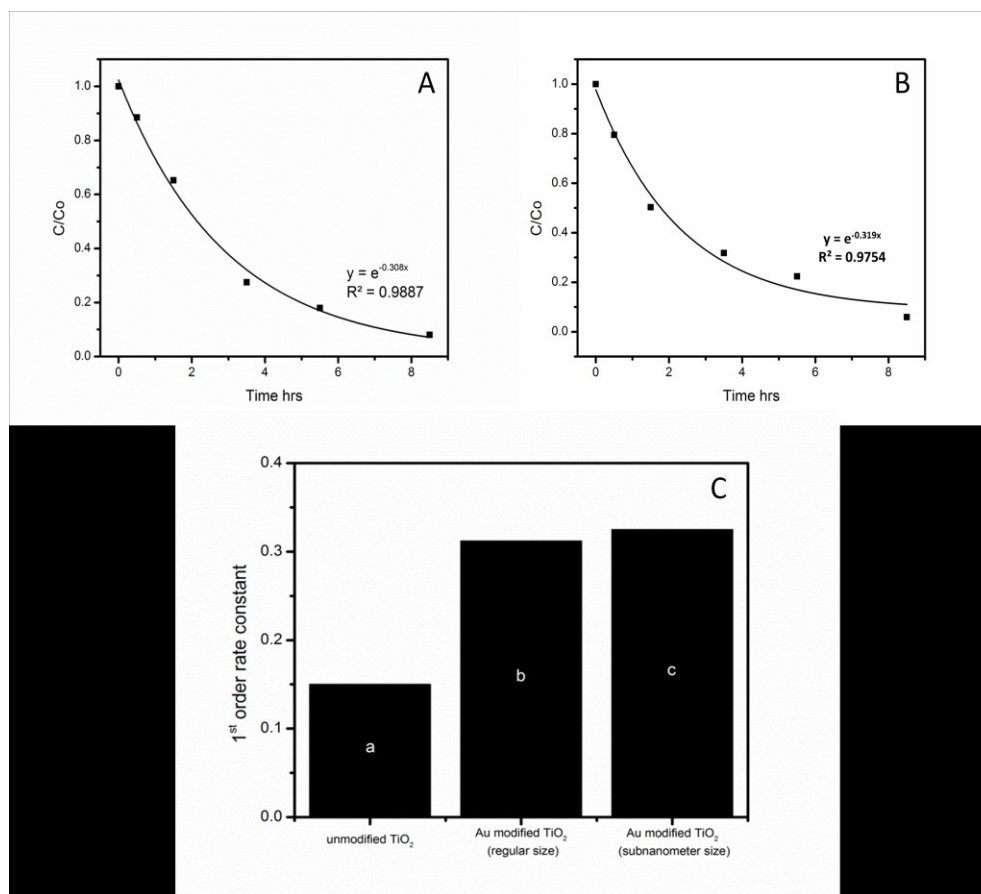 A
1.0
0.8
0.6
0.4
0.2
0.0
C/Co
y = e^-0.308x
R² = 0.9887
0 2 4 6 8
Time hrs
B
1.0
0.8
0.6
0.4
0.2
0.0
C/Co
y = e^-0.319x
R² = 0.9754
0 2 4 6 8
Time hrs
C
0.4
0.3
0.2
0.1
0.0
1st order rate constant
a
b
c
unmodified TiO₂
Au modified TiO₂
(regular size)
Au modified TiO₂
(subnanometer size)